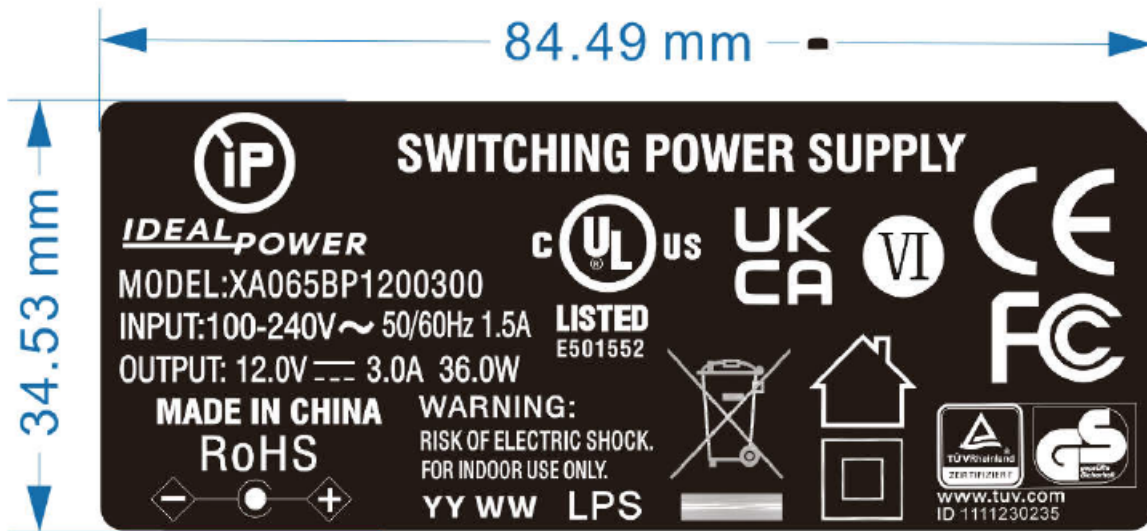 84.49 mm
34.53 mm
iP
IDEAL POWER
SWITCHING POWER SUPPLY
MODEL:XA065BP1200300
INPUT:100-240V~ 50/60Hz 1.5A
OUTPUT: 12.0V⎓ 3.0A 36.0W
MADE IN CHINA
RoHS
- +
C UL® US
LISTED
E501552
UK
CA
VI
CE
FC
WARNING:
RISK OF ELECTRIC SHOCK.
FOR INDOOR USE ONLY.
YY WW LPS
TÜVRheinland
ZERTIFIZIERT
GS
geprüfte
Sicherheit
www.tuv.com
ID 1111230235